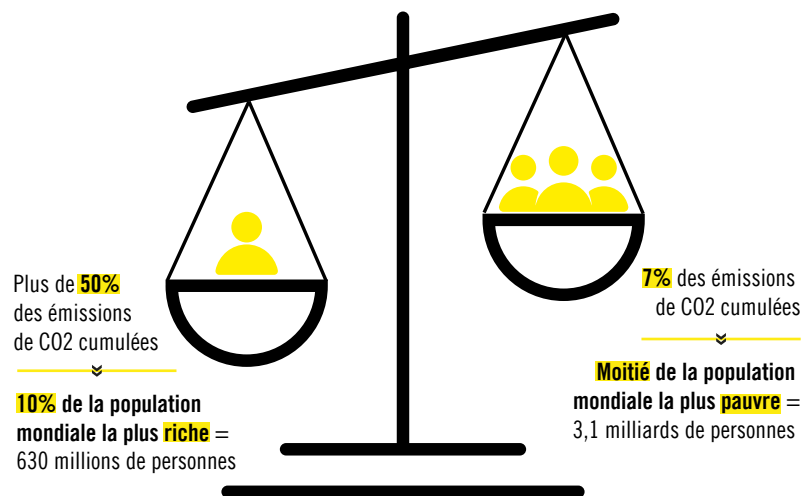 Plus de 50%
des émissions
de CO2 cumulées
10% de la population
mondiale la plus riche =
630 millions de personnes
7% des émissions
de CO2 cumulées
Moitié de la population
mondiale la plus pauvre =
3,1 milliards de personnes